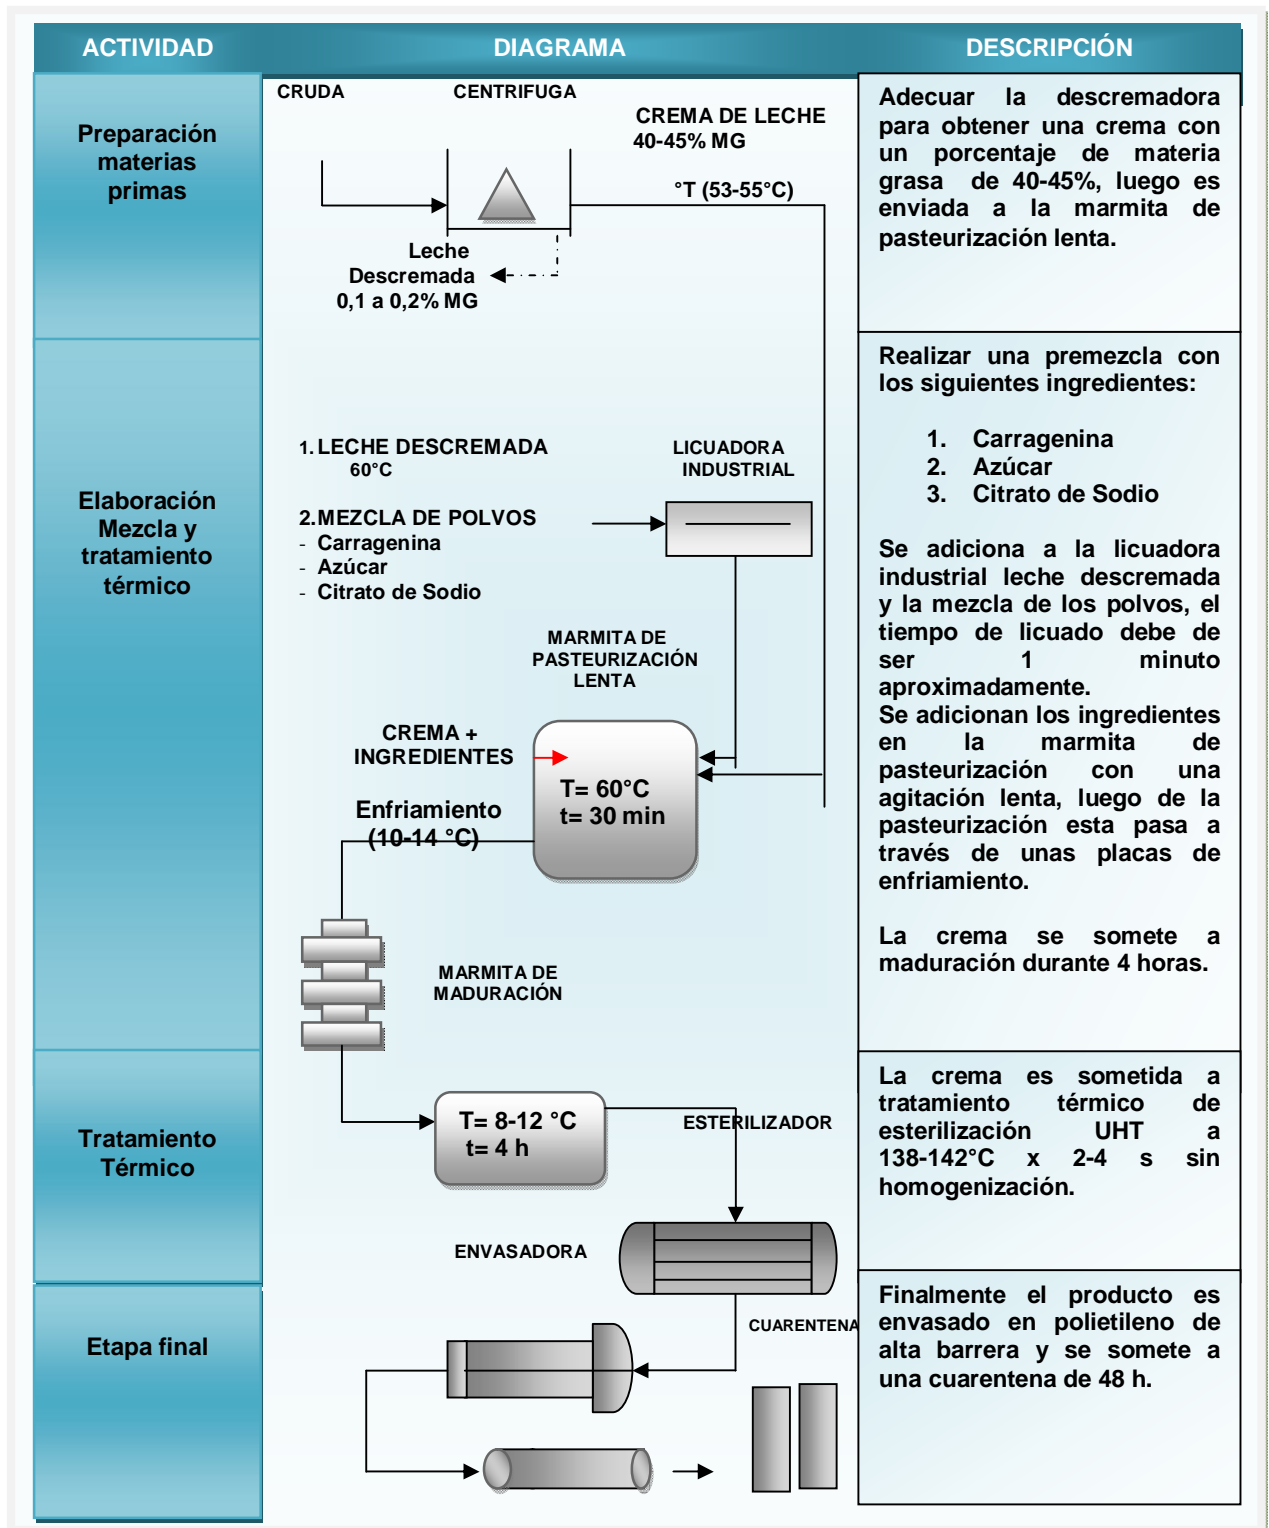 ACTIVIDAD
DIAGRAMA
DESCRIPCIÓN
Preparación
materias
primas
CRUDA
CENTRIFUGA
CREMA DE LECHE
40-45% MG
°T (53-55°C)
Leche
Descremada
0,1 a 0,2% MG
Adecuar la descremadora
para obtener una crema con
un porcentaje de materia
grasa de 40-45%, luego es
enviada a la marmita de
pasteurización lenta.
Elaboración
Mezcla y
tratamiento
térmico
1. LECHE DESCREMADA
60°C
LICUADORA
INDUSTRIAL
2. MEZCLA DE POLVOS
- Carragenina
- Azúcar
- Citrato de Sodio
MARMITA DE
PASTEURIZACIÓN
LENTA
CREMA +
INGREDIENTES
T= 60°C
t= 30 min
Enfriamiento
(10-14 °C)
MARMITA DE
MADURACIÓN
Realizar una premezcla con
los siguientes ingredientes:
1. Carragenina
2. Azúcar
3. Citrato de Sodio
Se adiciona a la licuadora
industrial leche descremada
y la mezcla de los polvos, el
tiempo de licuado debe de
ser 1 minuto
aproximadamente.
Se adicionan los ingredientes
en la marmita de
pasteurización con una
agitación lenta, luego de la
pasteurización esta pasa a
través de unas placas de
enfriamiento.
La crema se somete a
maduración durante 4 horas.
Tratamiento
Térmico
T= 8-12 °C
t= 4 h
ESTERILIZADOR
ENVASADORA
La crema es sometida a
tratamiento térmico de
esterilización UHT a
138-142°C x 2-4 s sin
homogenización.
Etapa final
CUARENTENA
Finalmente el producto es
envasado en polietileno de
alta barrera y se somete a
una cuarentena de 48 h.